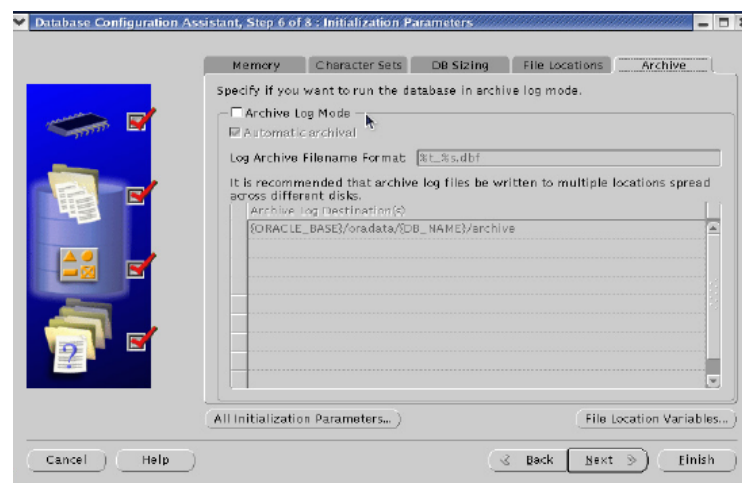 Database Configuration Assistant, Step 6 of 8 : Initialization Parameters
Memory Character Sets DB Sizing File Locations Archive
Specify if you want to run the database in archive log mode.
Archive Log Mode
Automatic archival
Log Archive Filename Format: %t_%s.dbf
It is recommended that archive log files be written to multiple locations spread
across different disks.
Archive Log Destination(s)
{ORACLE_BASE}/oradata/{DB_NAME}/archive
?
All Initialization Parameters... File Location Variables...
Cancel Help Back Next Finish